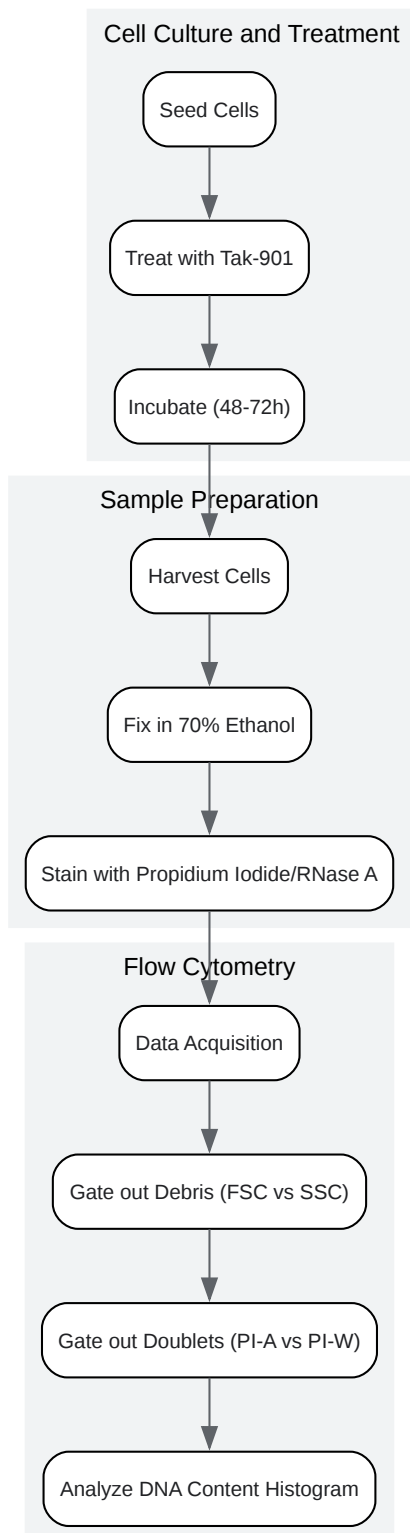 Cell Culture and Treatment
Seed Cells
Treat with Tak-901
Incubate (48-72h)
Sample Preparation
Harvest Cells
Fix in 70% Ethanol
Stain with Propidium Iodide/RNase A
Flow Cytometry
Data Acquisition
Gate out Debris (FSC vs SSC)
Gate out Doublets (PI-A vs PI-W)
Analyze DNA Content Histogram